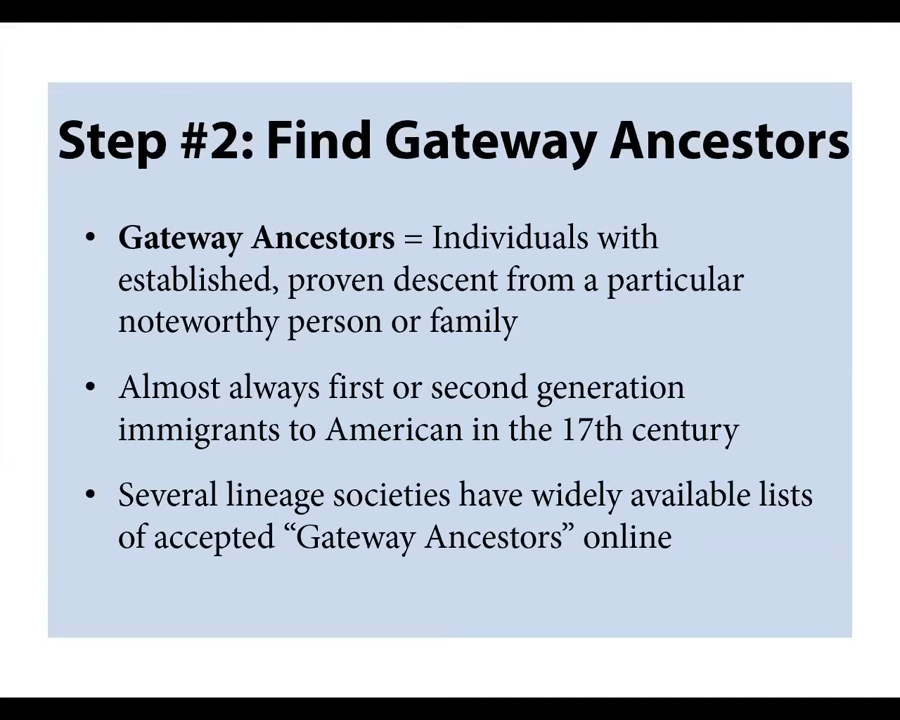 Step #2: Find Gateway Ancestors
• Gateway Ancestors = Individuals with
established, proven descent from a particular
noteworthy person or family
• Almost always first or second generation
immigrants to American in the 17th century
• Several lineage societies have widely available lists
of accepted “Gateway Ancestors” online